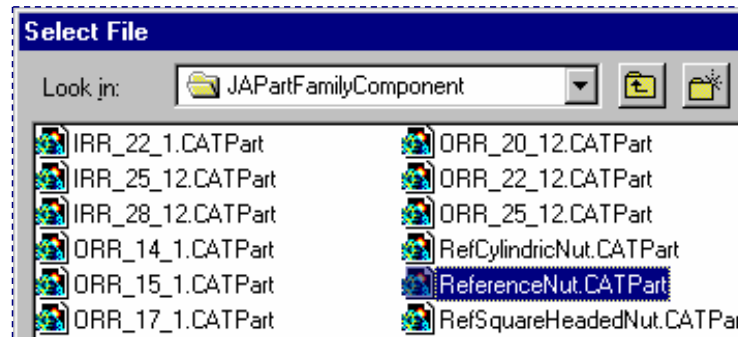 Select File
Look in: JAPartFamilyComponent
IRR_22_1.CATPart
IRR_25_12.CATPart
IRR_28_12.CATPart
ORR_14_1.CATPart
ORR_15_1.CATPart
ORR_17_1.CATPart
ORR_20_12.CATPart
ORR_22_12.CATPart
ORR_25_12.CATPart
RefCylindricNut.CATPart
ReferenceNut.CATPart
RefSquareHeadedNut.CATPar